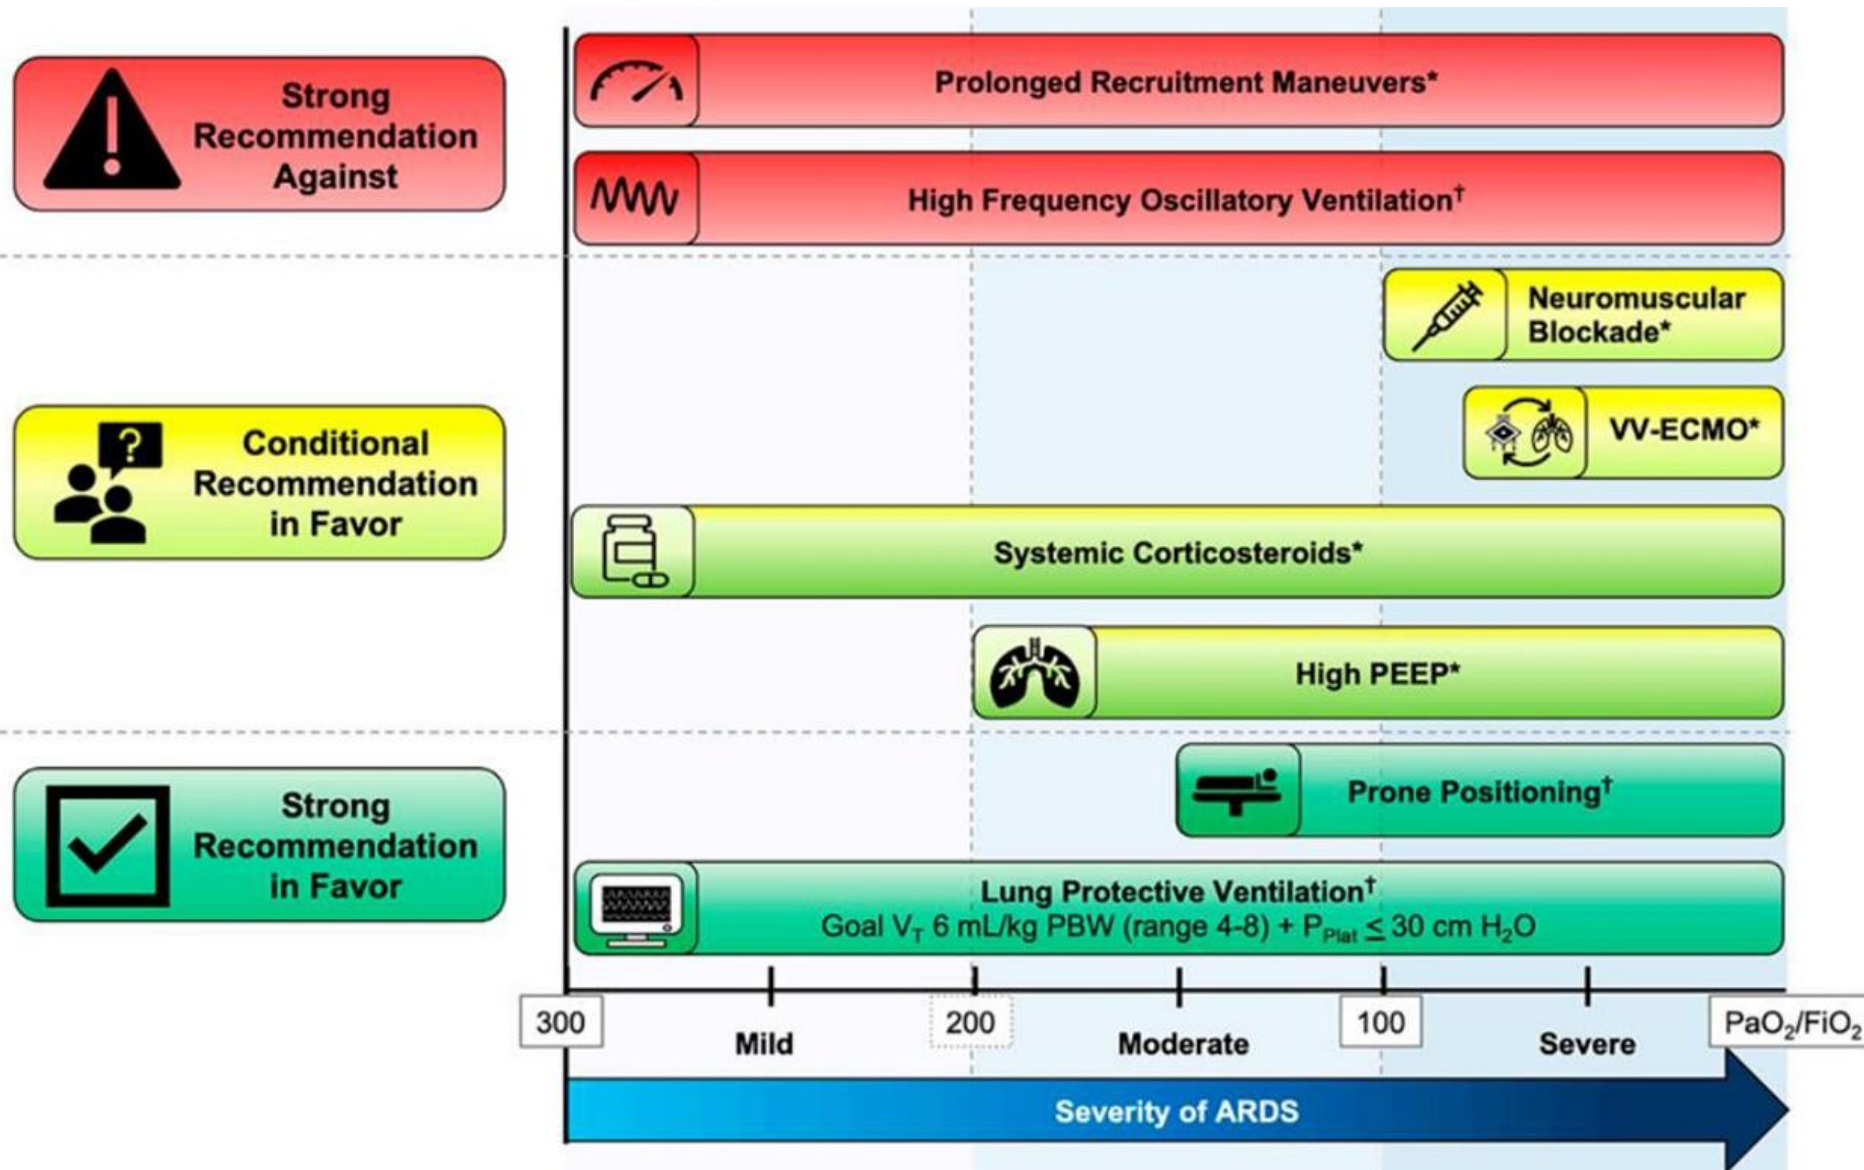 Strong
Recommendation
Against
Prolonged Recruitment Maneuvers*
High Frequency Oscillatory Ventilation†
Conditional
Recommendation
in Favor
?
Neuromuscular
Blockade*
VV-ECMO*
Systemic Corticosteroids*
High PEEP*
Strong
Recommendation
in Favor
Prone Positioning†
Lung Protective Ventilation†
Goal V_T 6 mL/kg PBW (range 4-8) + P_Plat ≤ 30 cm H₂O
300
200
100
PaO₂/FiO₂
Mild
Moderate
Severe
Severity of ARDS